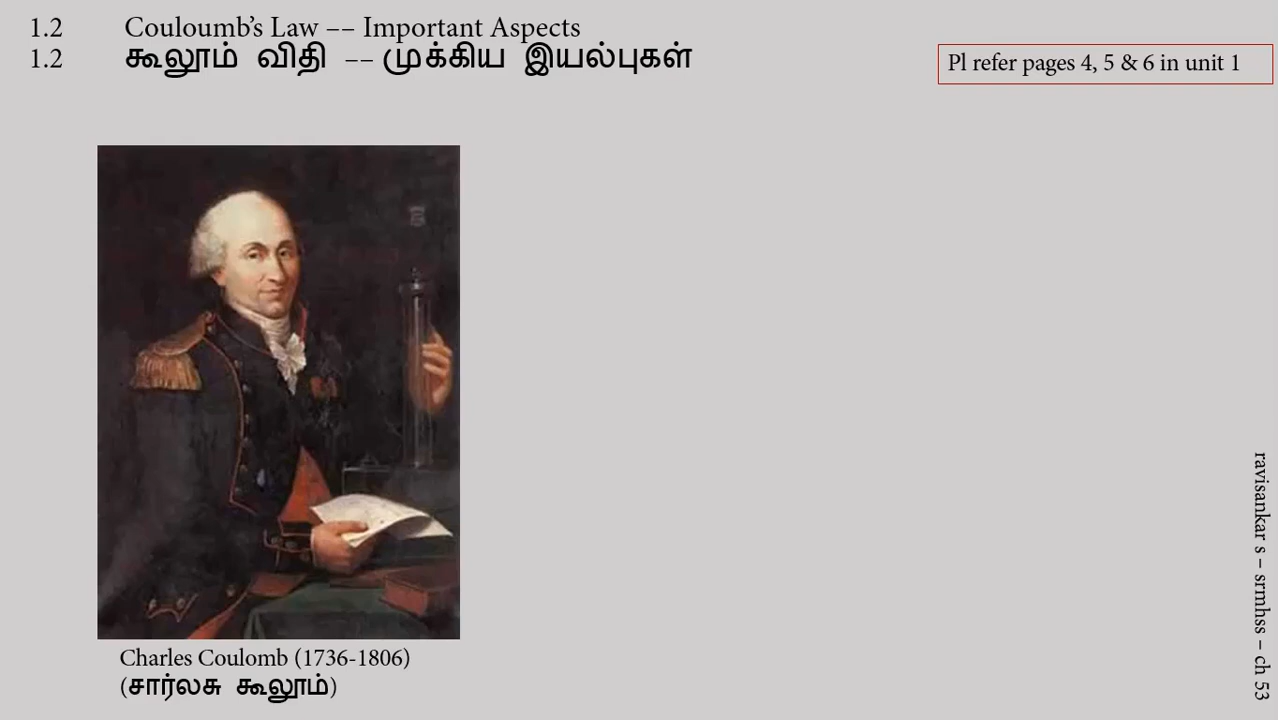 1.2 Couloumb’s Law –– Important Aspects
1.2 கூலூம் விதி –– முக்கிய இயல்புகள்
Pl refer pages 4, 5 & 6 in unit 1
Charles Coulomb (1736-1806)
(சார்லசு கூலூம்)
ravisankar s – srmhss – ch 53